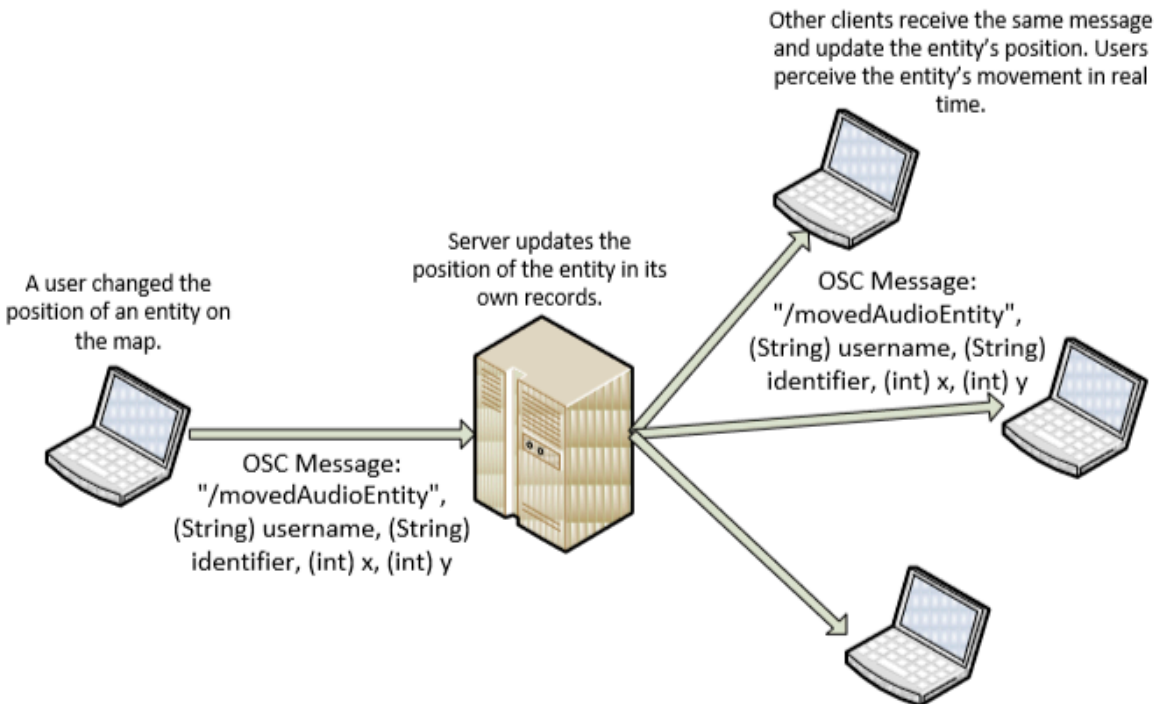 A user changed the
position of an entity on
the map.
OSC Message:
"/movedAudioEntity",
(String) username, (String)
identifier, (int) x, (int) y
Server updates the
position of the entity in its
own records.
Other clients receive the same message
and update the entity’s position. Users
perceive the entity’s movement in real
time.
OSC Message:
"/movedAudioEntity",
(String) username, (String)
identifier, (int) x, (int) y